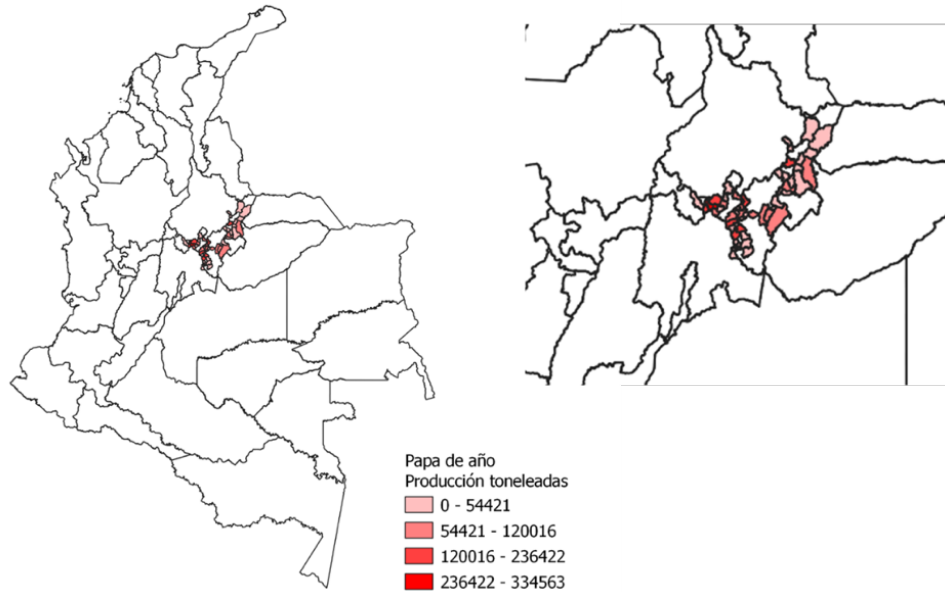 Papa de año
Producción toneleadas
0 - 54421
54421 - 120016
120016 - 236422
236422 - 334563